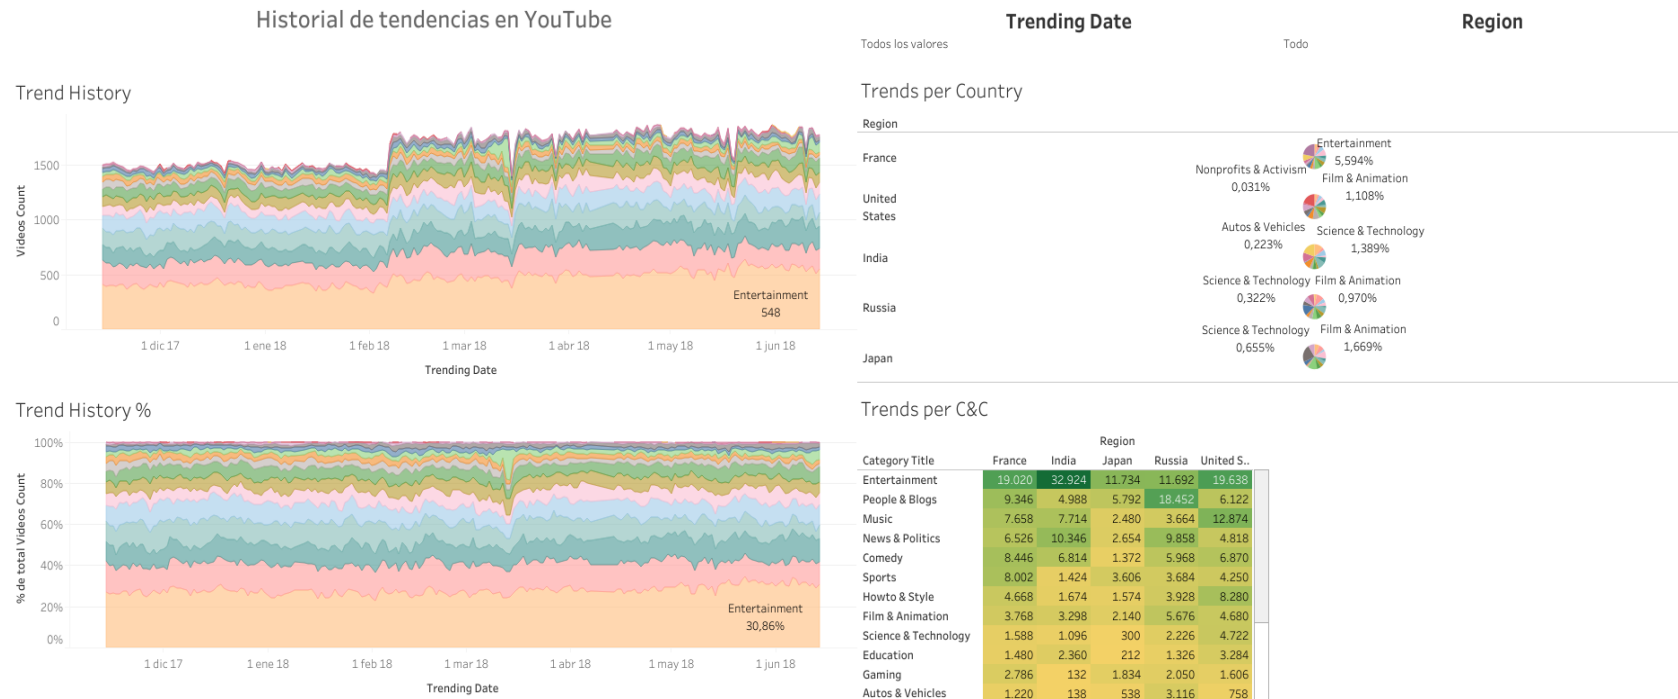 Historial de tendencias en YouTube
Trending Date
Region
Todos los valores
Todo
Trend History
1500
1000
500
0
Videos Count
Entertainment
548
1 dic 17 1 ene 18 1 feb 18 1 mar 18 1 abr 18 1 may 18 1 jun 18
Trending Date
Trend History %
100%
80%
60%
40%
20%
0%
% de total Videos Count
Entertainment
30,86%
1 dic 17 1 ene 18 1 feb 18 1 mar 18 1 abr 18 1 may 18 1 jun 18
Trending Date
Trends per Country
Region
France
Entertainment
5,594%
Nonprofits & Activism
0,031%
Film & Animation
1,108%
United
States
Autos & Vehicles
0,223%
Science & Technology
1,389%
India
Science & Technology
0,322%
Film & Animation
0,970%
Russia
Science & Technology
0,655%
Film & Animation
1,669%
Japan
Trends per C&C
Region
Category Title France India Japan Russia United S..
Entertainment 19.020 32.924 11.734 11.692 19.638
People & Blogs 9.346 4.988 5.792 18.452 6.122
Music 7.658 7.714 2.480 3.664 12.874
News & Politics 6.526 10.346 2.654 9.858 4.818
Comedy 8.446 6.814 1.372 5.968 6.870
Sports 8.002 1.424 3.606 3.684 4.250
Howto & Style 4.668 1.674 1.574 3.928 8.280
Film & Animation 3.768 3.298 2.140 5.676 4.680
Science & Technology 1.588 1.096 300 2.226 4.722
Education 1.480 2.360 212 1.326 3.284
Gaming 2.786 132 1.834 2.050 1.606
Autos & Vehicles 1.220 138 538 3.116 758